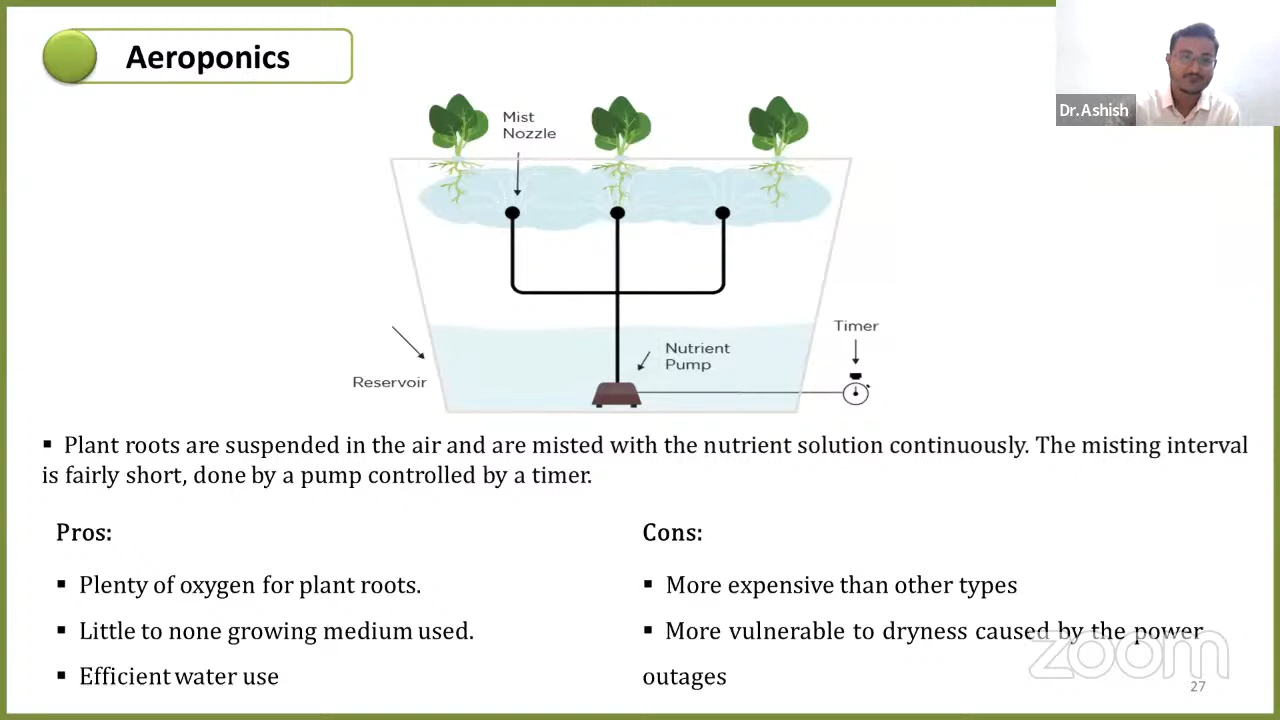 Aeroponics
Dr.Ashish
Mist
Nozzle
Timer
Nutrient
Pump
Reservoir
▪ Plant roots are suspended in the air and are misted with the nutrient solution continuously. The misting interval
is fairly short, done by a pump controlled by a timer.
Pros:
▪ Plenty of oxygen for plant roots.
▪ Little to none growing medium used.
▪ Efficient water use
Cons:
▪ More expensive than other types
▪ More vulnerable to dryness caused by the power
outages
zoom
27